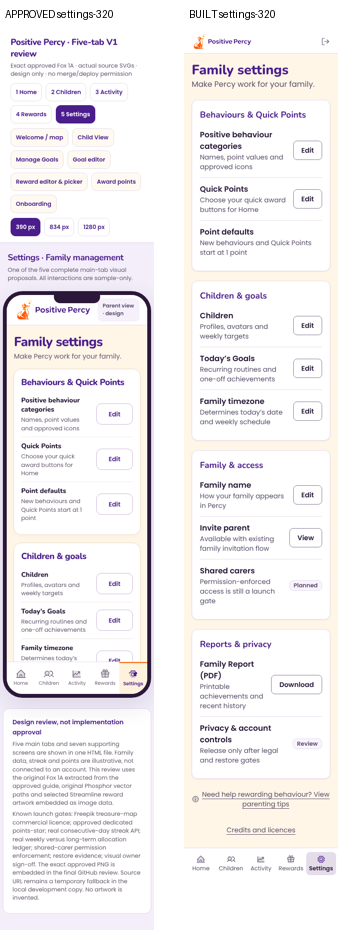 APPROVED settings-320
Positive Percy · Five-tab V1
review
Exact approved Fox 1A · actual source SVGs ·
design only · no merge/deploy permission
1 Home
2 Children
3 Activity
4 Rewards
5 Settings
Welcome / map
Child View
Manage Goals
Goal editor
Reward editor & picker
Award points
Onboarding
390 px
834 px
1280 px
Settings · Family management
One of the five complete main-tab visual
proposals. All interactions are sample-only.
Positive Percy
Parent view
· design
Family settings
Make Percy work for your family.
Behaviours & Quick Points
Positive behaviour
categories
Names, point values
and approved icons
Edit
Quick Points
Choose your quick
award buttons for
Home
Edit
Point defaults
New behaviours and
Quick Points start at 1
point
Edit
Children & goals
Children
Profiles, avatars and
weekly targets
Edit
Today's Goals
Recurring routines and
one-off achievements
Edit
Family timezone
Determines today's
Edit
Home
Children
Activity
Rewards
Settings
Design review, not implementation
approval
Five main tabs and seven supporting
screens are shown in one HTML file. Family
data, streak and points are illustrative, not
connected to an account. This review uses
the original Fox 1A extracted from the
approved guide, original Phosphor vector
paths and selected Streamline reward
artwork embedded as image data.
Known launch gates: Freepik treasure-map
commercial licence; approved dedicated
points-star; real consecutive-day streak API;
real weekly versus long-term allocation
ledger; shared-carer permission
enforcement; restore evidence; visual owner
sign-off. The exact approved PNG is
embedded in the final GitHub review. Source
URL remains a temporary fallback in the
local development copy. No artwork is
invented.
BUILT settings-320
Positive Percy
Family settings
Make Percy work for your family.
Behaviours & Quick Points
Positive behaviour
categories
Names, point values and
approved icons
Edit
Quick Points
Choose your quick award
buttons for Home
Edit
Point defaults
New behaviours and Quick Points
start at 1 point
Children & goals
Children
Profiles, avatars and
weekly targets
Edit
Today's Goals
Recurring routines and
one-off achievements
Edit
Family timezone
Determines today's date
and weekly schedule
Edit
Family & access
Family name
How your family appears
in Percy
Edit
Invite parent
Available with existing
family invitation flow
View
Shared carers
Permission-enforced
access is still a launch
gate
Planned
Reports & privacy
Family Report
(PDF)
Printable
achievements and
recent history
Download
Privacy & account
controls
Release only after legal
and restore gates
Review
Need help rewarding behaviour? View
parenting tips
Credits and licences
Home
Children
Activity
Rewards
Settings